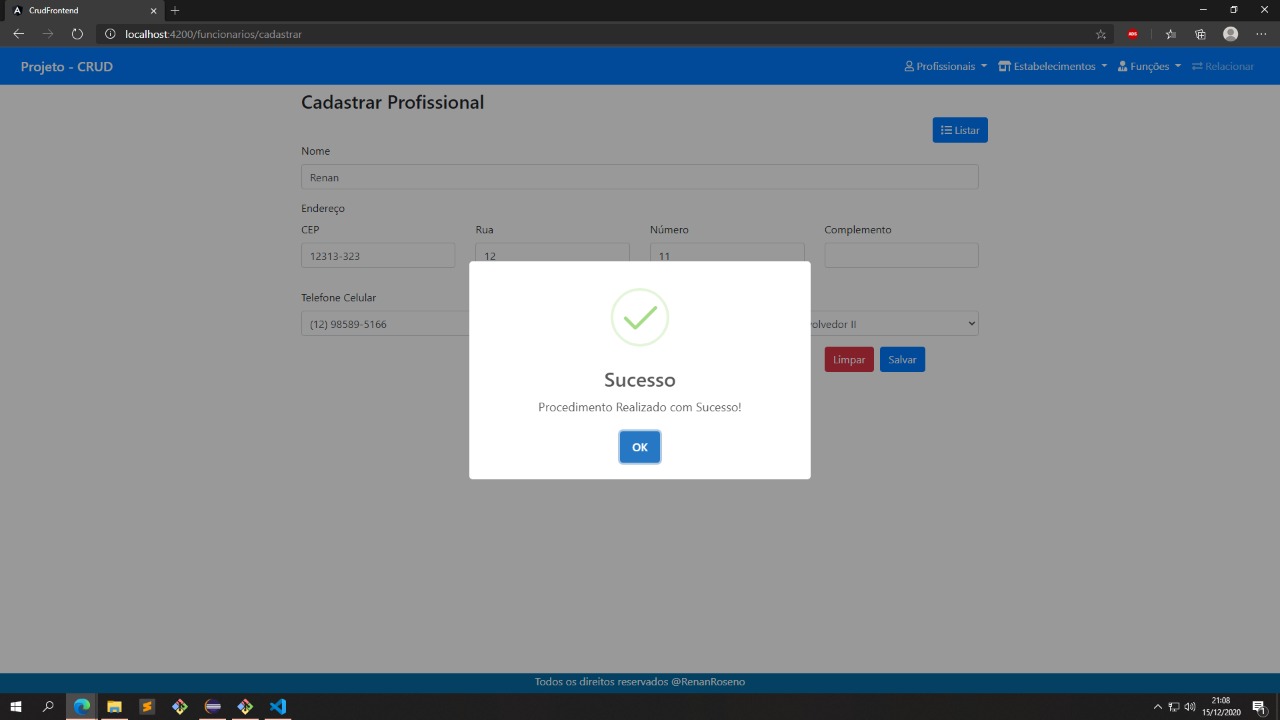 CrudFrontend
localhost:4200/funcionarios/cadastrar
Projeto - CRUD
Profissionais
Estabelecimentos
Funções
Relacionar
Cadastrar Profissional
Listar
Nome
Renan
Endereço
CEP
Rua
Número
Complemento
12313-323
12
11
Telefone Celular
(12) 98589-5166
olvedor II
Limpar
Salvar
Sucesso
Procedimento Realizado com Sucesso!
OK
Todos os direitos reservados @RenanRoseno
21:08
15/12/2020